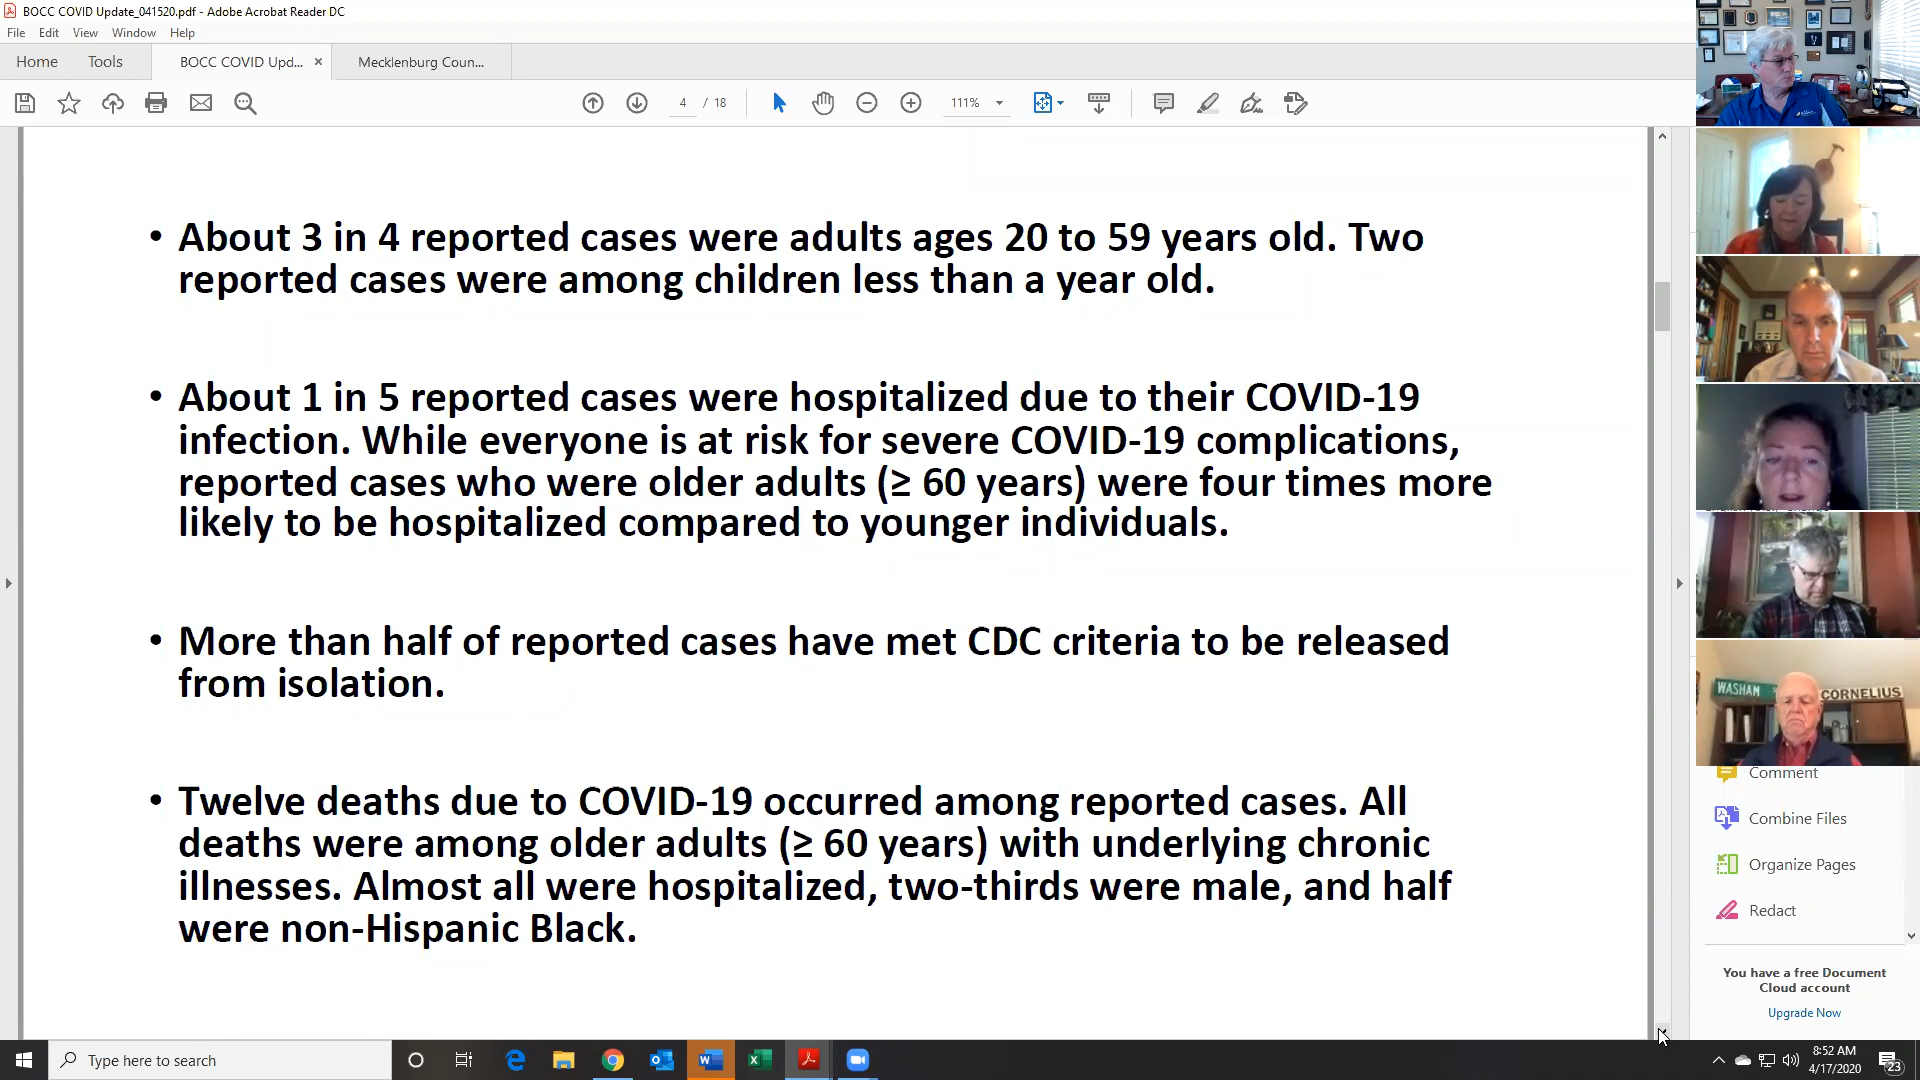 BOCC COVID Update_041520.pdf - Adobe Acrobat Reader DC
File Edit View Window Help
Home Tools BOCC COVID Upd... × Mecklenburg Coun...
4 / 18 111%
• About 3 in 4 reported cases were adults ages 20 to 59 years old. Two
reported cases were among children less than a year old.
• About 1 in 5 reported cases were hospitalized due to their COVID-19
infection. While everyone is at risk for severe COVID-19 complications,
reported cases who were older adults (≥ 60 years) were four times more
likely to be hospitalized compared to younger individuals.
• More than half of reported cases have met CDC criteria to be released
from isolation.
• Twelve deaths due to COVID-19 occurred among reported cases. All
deaths were among older adults (≥ 60 years) with underlying chronic
illnesses. Almost all were hospitalized, two-thirds were male, and half
were non-Hispanic Black.
WASHAM
CORNELIUS
Comment
Combine Files
Organize Pages
Redact
You have a free Document
Cloud account
Upgrade Now
Type here to search
8:52 AM
4/17/2020
23